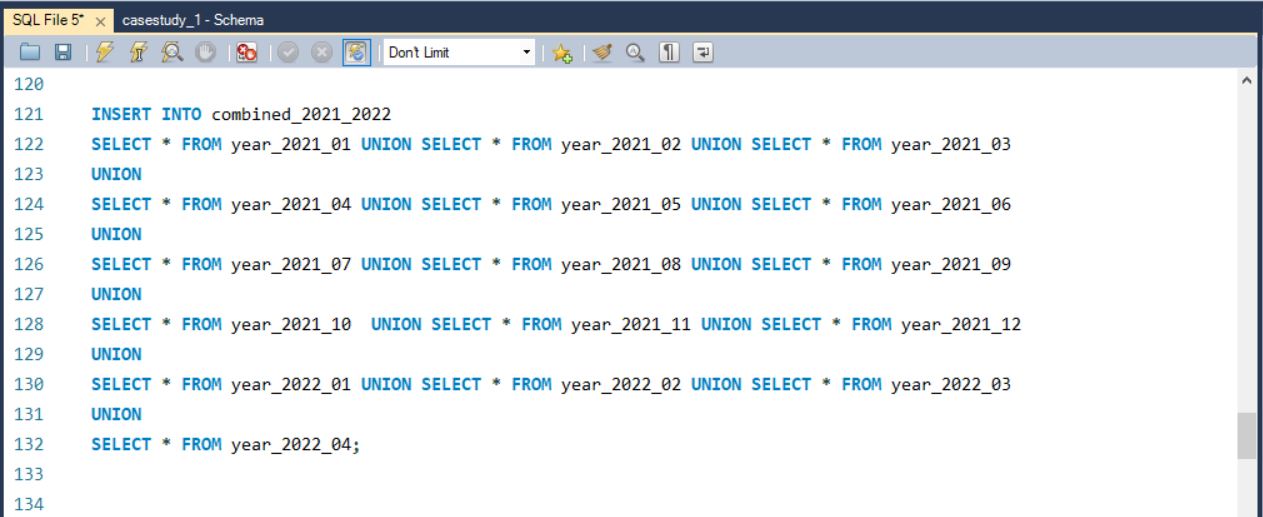 SQL File 5* × casestudy_1 - Schema
Don't Limit
120
121 INSERT INTO combined_2021_2022
122 SELECT * FROM year_2021_01 UNION SELECT * FROM year_2021_02 UNION SELECT * FROM year_2021_03
123 UNION
124 SELECT * FROM year_2021_04 UNION SELECT * FROM year_2021_05 UNION SELECT * FROM year_2021_06
125 UNION
126 SELECT * FROM year_2021_07 UNION SELECT * FROM year_2021_08 UNION SELECT * FROM year_2021_09
127 UNION
128 SELECT * FROM year_2021_10  UNION SELECT * FROM year_2021_11 UNION SELECT * FROM year_2021_12
129 UNION
130 SELECT * FROM year_2022_01 UNION SELECT * FROM year_2022_02 UNION SELECT * FROM year_2022_03
131 UNION
132 SELECT * FROM year_2022_04;
133
134